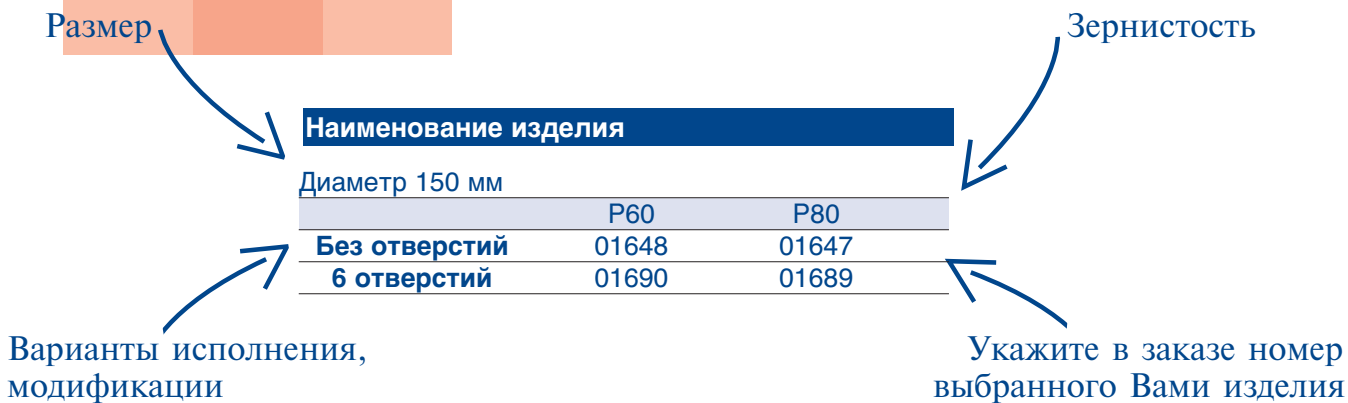 Размер
Зернистость
Наименование изделия
Диаметр 150 мм
P60 P80
Без отверстий 01648 01647
6 отверстий 01690 01689
Варианты исполнения,
модификации
Укажите в заказе номер
выбранного Вами изделия